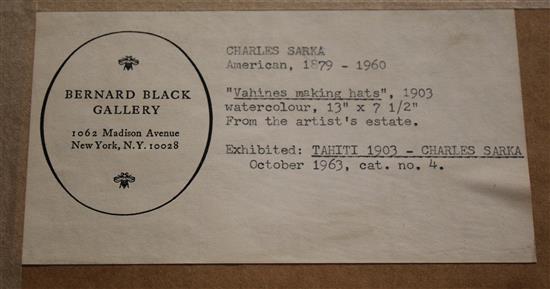 BERNARD BLACK
GALLERY
1062 Madison Avenue
New York, N.Y. 10028
CHARLES SARKA
American, 1879 - 1960
"Vahines making hats", 1903
watercolour, 13" x 7 1/2"
From the artist's estate.
Exhibited: TAHITI 1903 - CHARLES SARKA
October 1963, cat. no. 4.